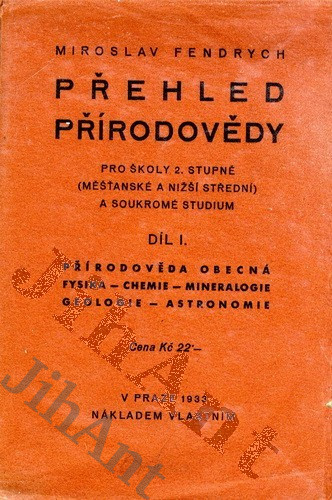 MIROSLAV FENDRYCH
PŘEHLED
PŘÍRODOVĚDY
PRO ŠKOLY 2. STUPNĚ
(MĚŠŤANSKÉ A NIŽŠÍ STŘEDNÍ)
A SOUKROMÉ STUDIUM
DÍL I.
PŘÍRODOVĚDA OBECNÁ
FYSIKA — CHEMIE — MINERALOGIE
GEOLOGIE — ASTRONOMIE
Cena Kč 22·—
V PRAZE 1933
NÁKLADEM VLASTNÍM
JihAnt
JihAnt